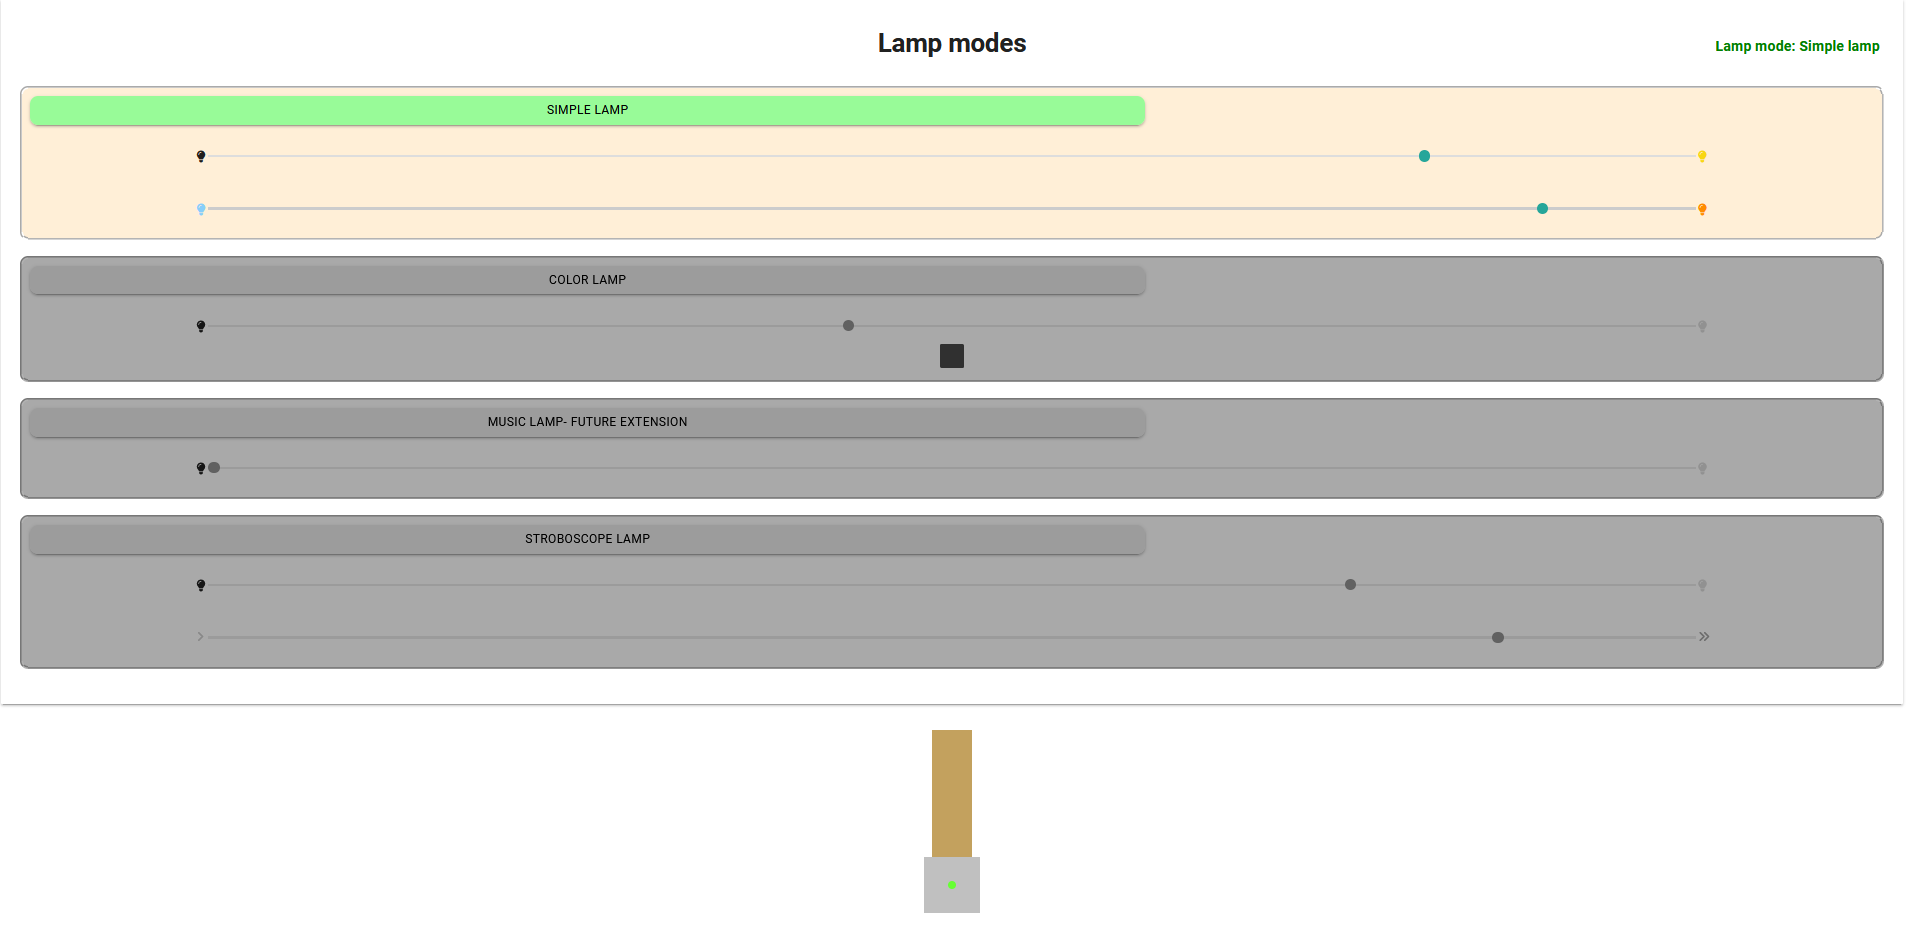 Lamp modes
Lamp mode: Simple lamp
SIMPLE LAMP
COLOR LAMP
MUSIC LAMP- FUTURE EXTENSION
STROBOSCOPE LAMP